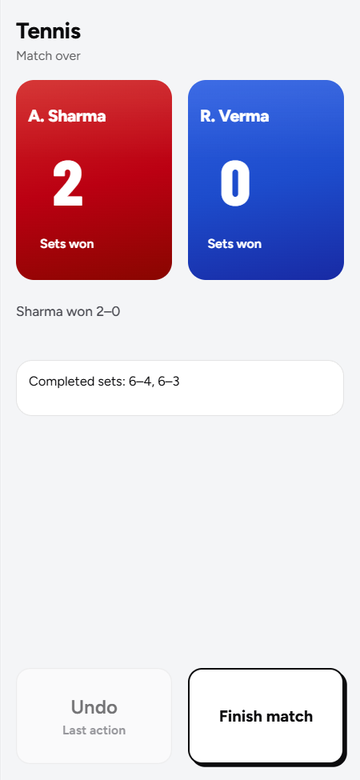 Tennis
Match over
A. Sharma
2
Sets won
R. Verma
0
Sets won
Sharma won 2–0
Completed sets: 6–4, 6–3
Undo
Last action
Finish match